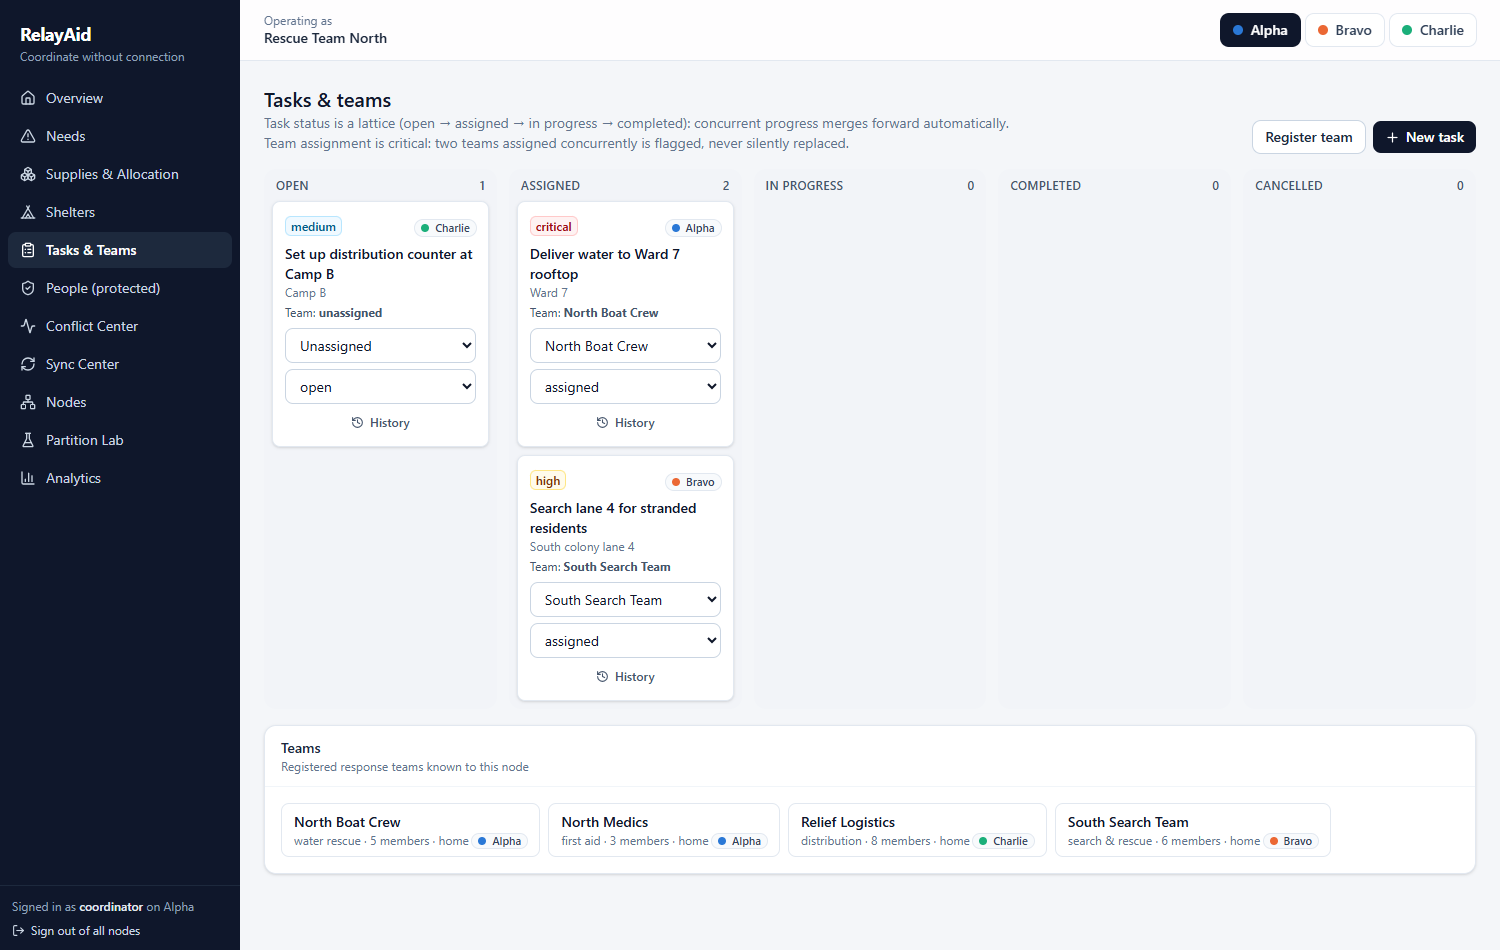 RelayAid
Coordinate without connection
Overview
Needs
Supplies & Allocation
Shelters
Tasks & Teams
People (protected)
Conflict Center
Sync Center
Nodes
Partition Lab
Analytics
Signed in as coordinator on Alpha
Sign out of all nodes
Operating as
Rescue Team North
Alpha
Bravo
Charlie
Tasks & teams
Task status is a lattice (open → assigned → in progress → completed): concurrent progress merges forward automatically.
Team assignment is critical: two teams assigned concurrently is flagged, never silently replaced.
Register team
+ New task
OPEN 1
medium Charlie
Set up distribution counter at
Camp B
Camp B
Team: unassigned
Unassigned
open
History
ASSIGNED 2
critical Alpha
Deliver water to Ward 7
rooftop
Ward 7
Team: North Boat Crew
North Boat Crew
assigned
History
high Bravo
Search lane 4 for stranded
residents
South colony lane 4
Team: South Search Team
South Search Team
assigned
History
IN PROGRESS 0
COMPLETED 0
CANCELLED 0
Teams
Registered response teams known to this node
North Boat Crew
water rescue · 5 members · home Alpha
North Medics
first aid · 3 members · home Alpha
Relief Logistics
distribution · 8 members · home Charlie
South Search Team
search & rescue · 6 members · home Bravo